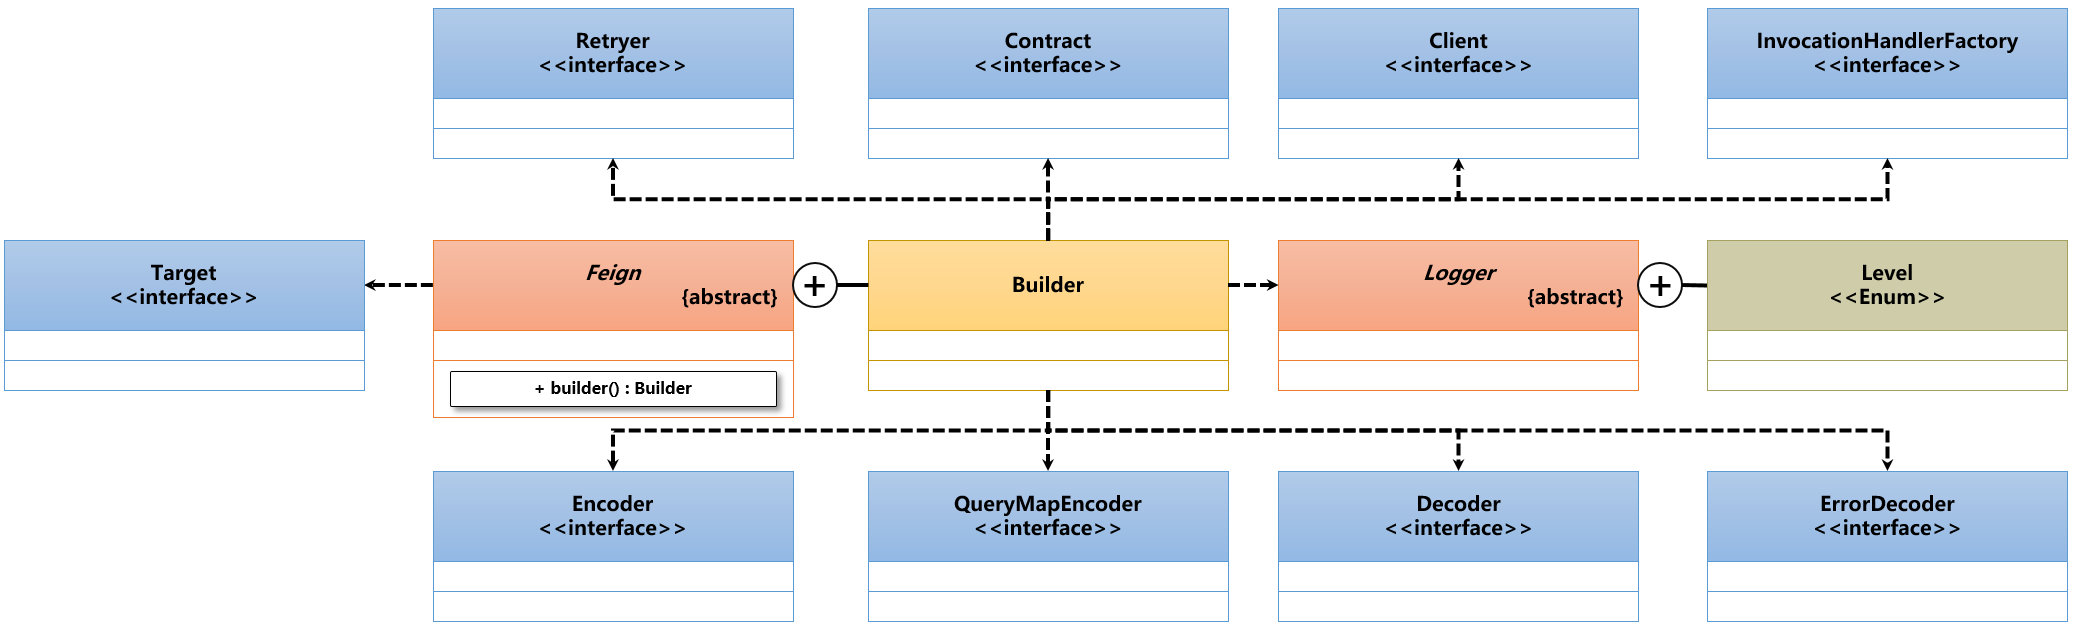 Retryer
<<interface>>
Contract
<<interface>>
Client
<<interface>>
InvocationHandlerFactory
<<interface>>
Target
<<interface>>
Feign
{abstract}
+
Builder
Logger
{abstract}
+
Level
<<Enum>>
+ builder() : Builder
Encoder
<<interface>>
QueryMapEncoder
<<interface>>
Decoder
<<interface>>
ErrorDecoder
<<interface>>